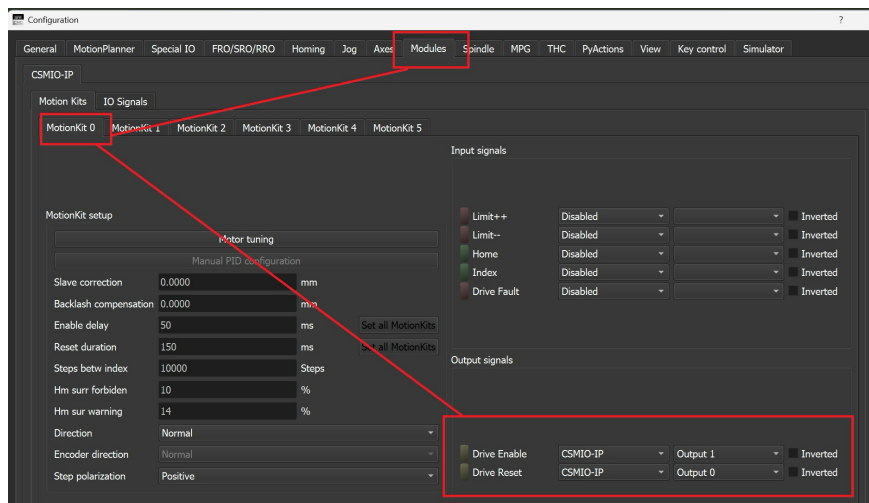 Configuration ?
General MotionPlanner Special IO FRO/SRO/RRO Homing Jog Axes Modules Spindle MPG THC PyActions View Key control Simulator
CSMIO-IP
Motion Kits IO Signals
MotionKit 0 MotionKit 1 MotionKit 2 MotionKit 3 MotionKit 4 MotionKit 5
Input signals
Limit++ Disabled Inverted
Limit-- Disabled Inverted
Home Disabled Inverted
Index Disabled Inverted
Drive Fault Disabled Inverted
MotionKit setup
Motor tuning
Manual PID configuration
Slave correction 0.0000 mm
Backlash compensation 0.0000 mm
Enable delay 50 ms Set all MotionKits
Reset duration 150 ms Set all MotionKits
Steps betw index 10000 Steps
Hm surr forbiden 10 %
Hm sur warning 14 %
Direction Normal
Encoder direction Normal
Step polarization Positive
Output signals
Drive Enable CSMIO-IP Output 1 Inverted
Drive Reset CSMIO-IP Output 0 Inverted